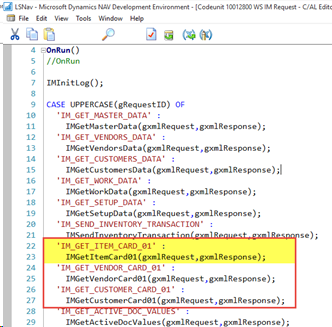 LSNav - Microsoft Dynamics NAV Development Environment - [Codeunit 10012800 WS IM Request - C/AL Editor
File Edit View Tools Window Help
4 OnRun()
5 //OnRun
6
7 IMInitLog();
8
9 CASE UPPERCASE(gRequestID) OF
10 'IM_GET_MASTER_DATA' :
11 IMGetMasterData(gxmlRequest,gxmlResponse);
12 'IM_GET_VENDORS_DATA' :
13 IMGetVendorsData(gxmlRequest,gxmlResponse);
14 'IM_GET_CUSTOMERS_DATA' :
15 IMGetCustomersData(gxmlRequest,gxmlResponse);
16 'IM_GET_WORK_DATA' :
17 IMGetWorkData(gxmlRequest,gxmlResponse);
18 'IM_GET_SETUP_DATA' :
19 IMGetSetupData(gxmlRequest,gxmlResponse);
20 'IM_SEND_INVENTORY_TRANSACTION' :
21 IMSendInventoryTransaction(gxmlRequest,gxmlResponse);
22 'IM_GET_ITEM_CARD_01' :
23 IMGetItemCard01(gxmlRequest,gxmlResponse);
24 'IM_GET_VENDOR_CARD_01' :
25 IMGetVendorCard01(gxmlRequest,gxmlResponse);
26 'IM_GET_CUSTOMER_CARD_01' :
27 IMGetCustomerCard01(gxmlRequest,gxmlResponse);
28 'IM_GET_ACTIVE_DOC_VALUES' :
29 IMGetActiveDocValues(gxmlRequest,gxmlResponse);